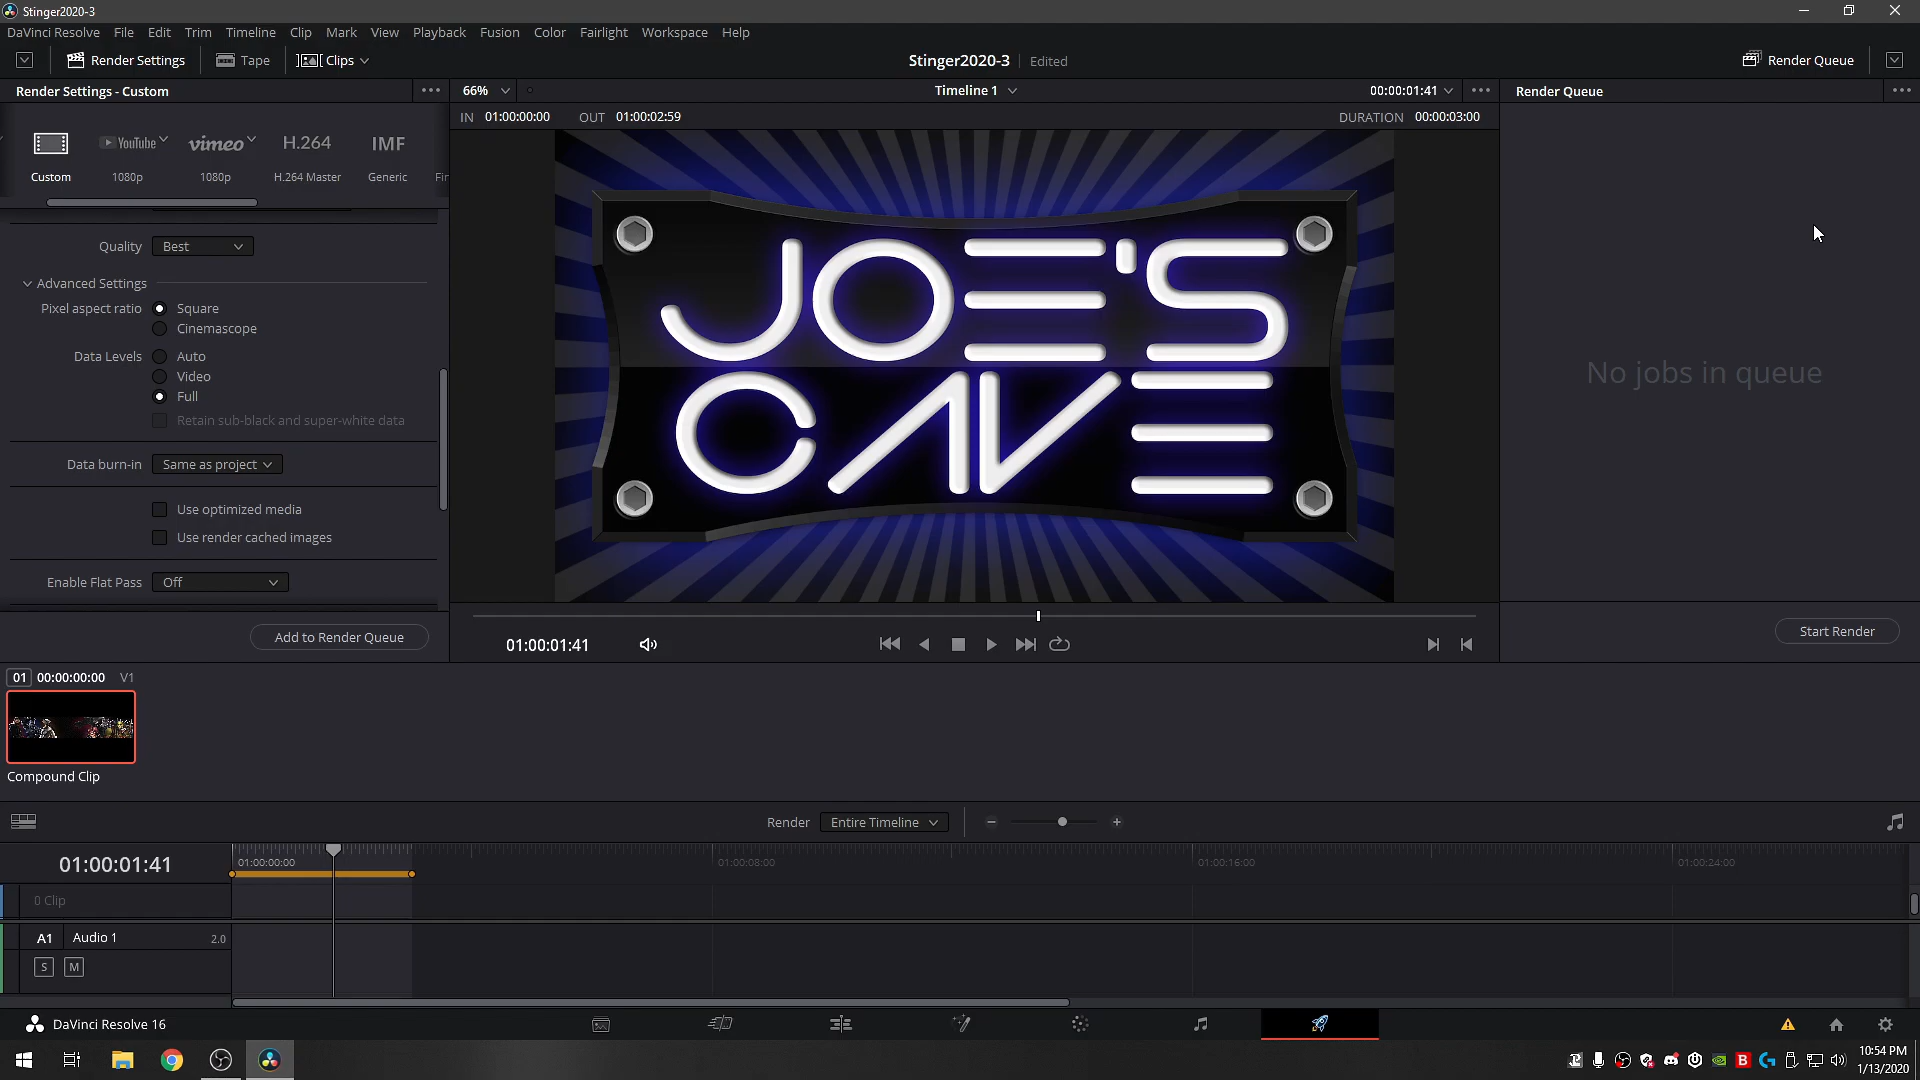 Stinger2020-3
DaVinci Resolve File Edit Trim Timeline Clip Mark View Playback Fusion Color Fairlight Workspace Help
Render Settings Tape Clips Stinger2020-3 Edited Render Queue
Render Settings - Custom 66% Timeline 1 00:00:01:41 Render Queue
IN 01:00:00:00 OUT 01:00:02:59 DURATION 00:00:03:00
YouTube vimeo H.264 IMF
Custom 1080p 1080p H.264 Master Generic Fin
Quality Best
Advanced Settings
Pixel aspect ratio Square
Cinemascope
Data Levels Auto
Video
Full
Retain sub-black and super-white data
Data burn-in Same as project
Use optimized media
Use render cached images
Enable Flat Pass Off
Add to Render Queue
JOE'S
CAVE
No jobs in queue
01:00:01:41
Start Render
01 00:00:00:00 V1
Compound Clip
Render Entire Timeline
01:00:01:41
01:00:00:00 01:00:08:00 01:00:16:00 01:00:24:00
0 Clip
A1 Audio 1 2.0
S M
DaVinci Resolve 16
10:54 PM
1/13/2020